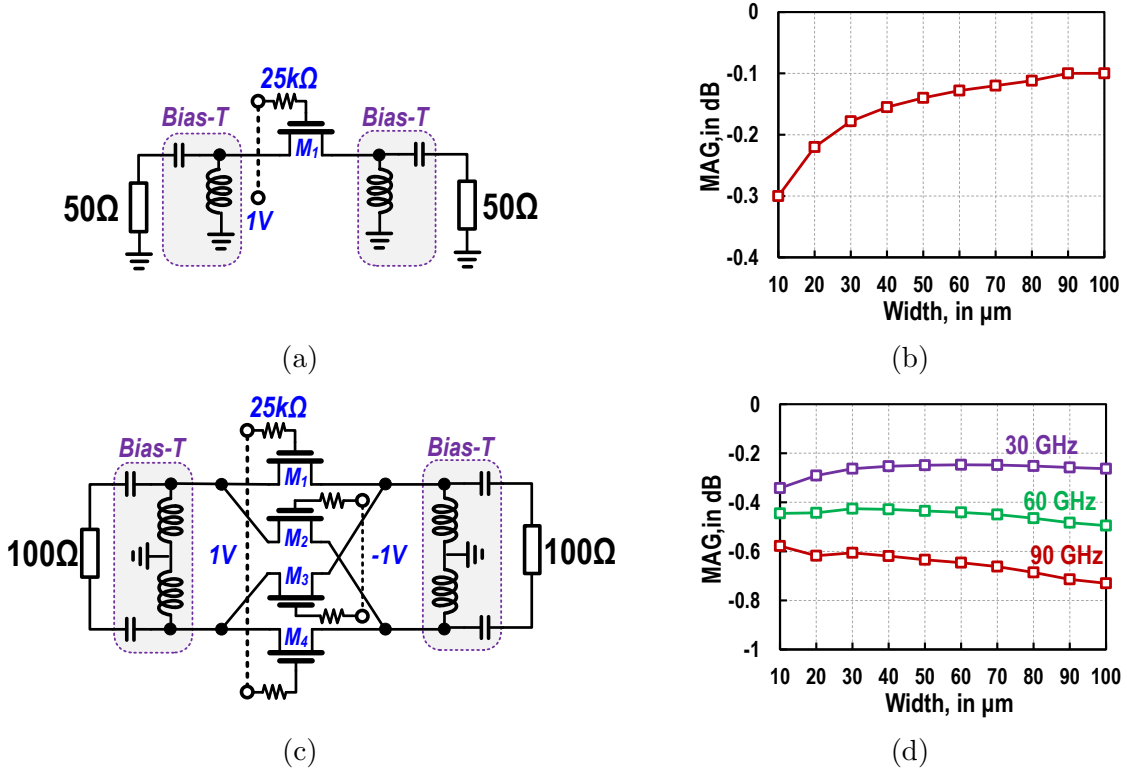 25kΩ
Bias-T
Bias-T
M1
50Ω
50Ω
1V
(a)
0
-0.1
-0.2
-0.3
-0.4
MAG,in dB
10 20 30 40 50 60 70 80 90 100
Width, in µm
(b)
25kΩ
Bias-T
Bias-T
M1
M2
100Ω
1V
-1V
100Ω
M3
M4
(c)
0
-0.2
-0.4
-0.6
-0.8
-1
MAG,in dB
30 GHz
60 GHz
90 GHz
10 20 30 40 50 60 70 80 90 100
Width, in µm
(d)